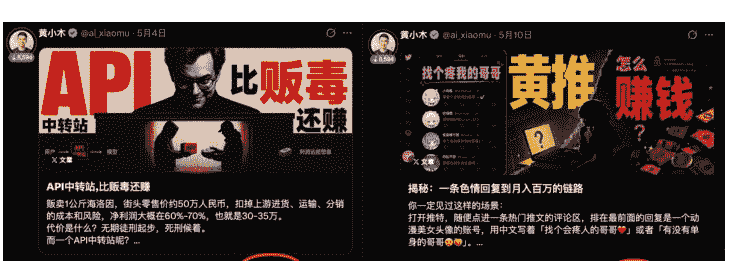 黄小木 @ai_xiaomu · 5月4日
8,594
API
中转站
比贩毒
还赚
用户
模型
X 文章
API中转站,比贩毒还赚
贩卖1公斤海洛因，街头零售价约50万人民币，扣掉上游进货、运输、分销
的成本和风险，净利润大概在60%-70%，也就是30-35万。
代价是什么？无期徒刑起步，死刑候着。
而一个API中转站呢？...
黄小木 @ai_xiaomu · 5月10日
8,594
找个疼我的哥哥
黄推
怎么
赚钱
?
X 文章
揭秘：一条色情回复到月入百万的链路
你一定见过这样的场景：
打开推特，随便点进一条热门推文的评论区，排在最前面的回复是一个动
漫美女头像的账号，用中文写着「找个会疼人的哥哥❤️」或者「有没有单
身的哥哥😍💗」。...